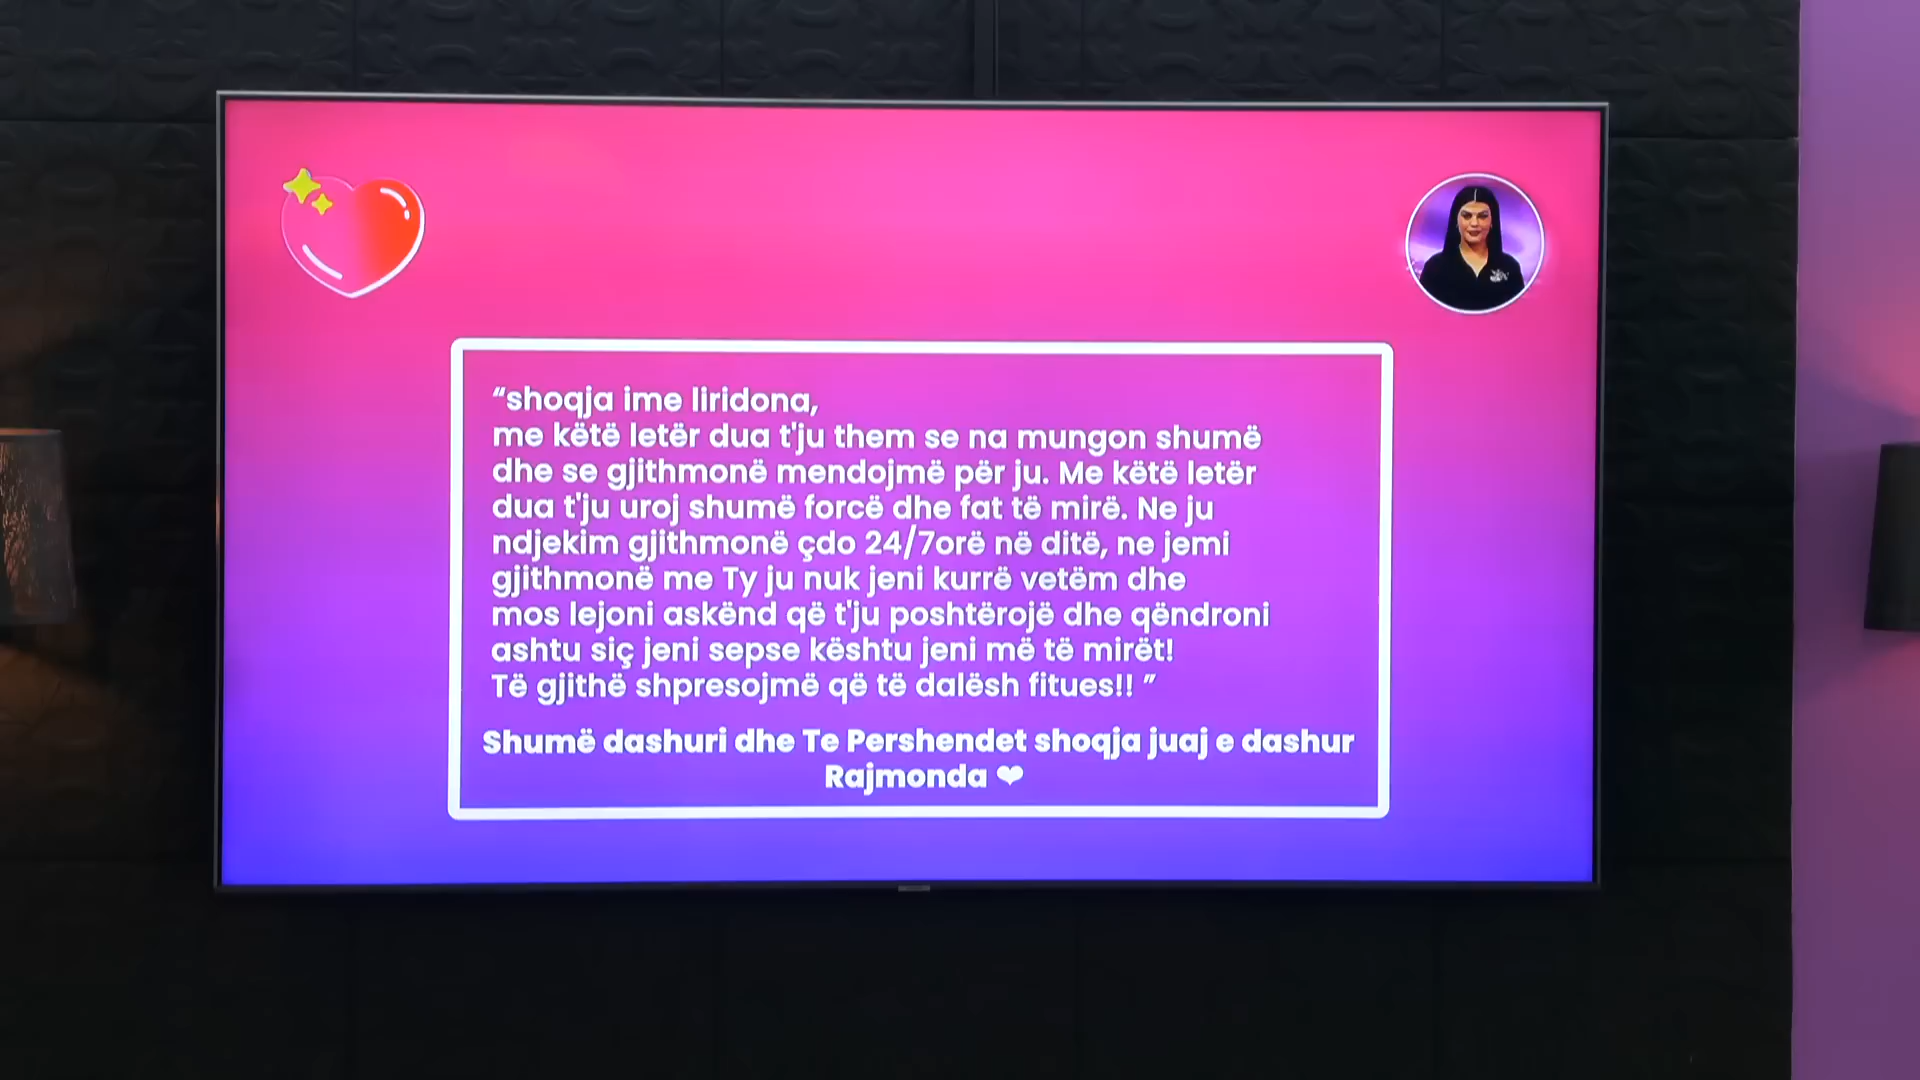 “shoqja ime liridona,
me këtë letër dua t'ju them se na mungon shumë
dhe se gjithmonë mendojmë për ju. Me këtë letër
dua t'ju uroj shumë forcë dhe fat të mirë. Ne ju
ndjekim gjithmonë çdo 24/7orë në ditë, ne jemi
gjithmonë me Ty ju nuk jeni kurrë vetëm dhe
mos lejoni askënd që t'ju poshtërojë dhe qëndroni
ashtu siç jeni sepse kështu jeni më të mirët!
Të gjithë shpresojmë që të dalësh fitues!! ”
Shumë dashuri dhe Te Pershendet shoqja juaj e dashur
Rajmonda ❤